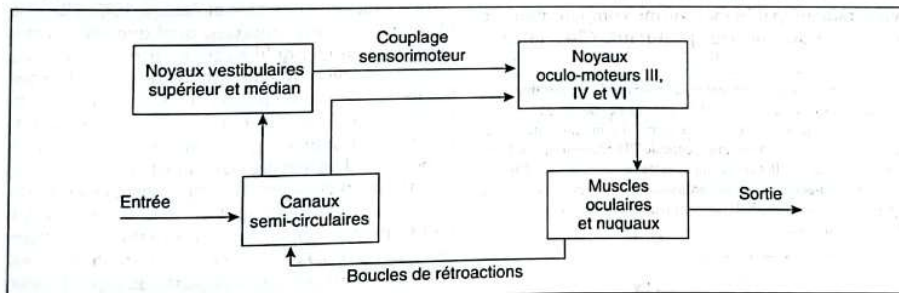 Couplage
sensorimoteur
Noyaux vestibulaires
supérieur et médian
Noyaux
oculo-moteurs III,
IV et VI
Entrée
Canaux
semi-circulaires
Muscles
oculaires
et nuquaux
Sortie
Boucles de rétroactions